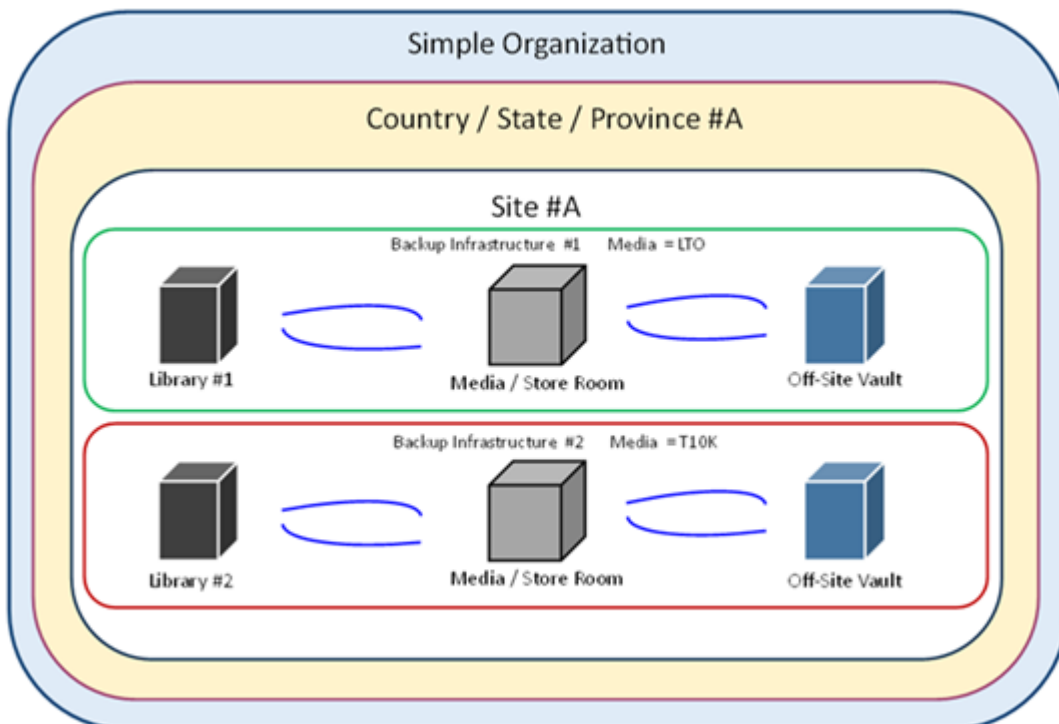 Simple Organization
Country / State / Province #A
Site #A
Backup Infrastructure #1 Media = LTO
Library #1
Media / Store Room
Off-Site Vault
Backup Infrastructure #2 Media = T10K
Library #2
Media / Store Room
Off-Site Vault